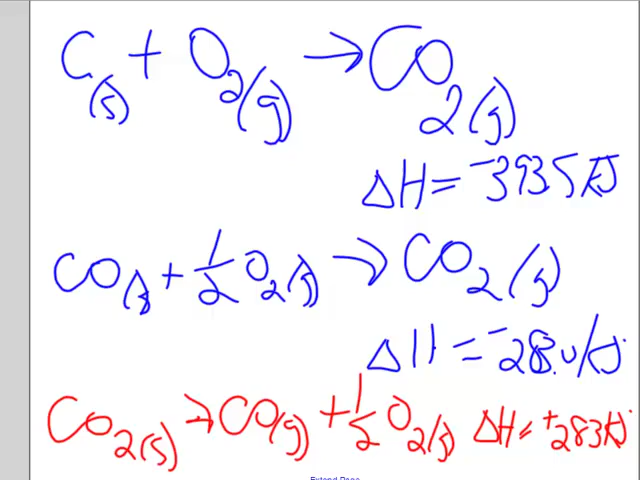 C(s) + O2(g) → CO2(g)
ΔH = -393.5 kJ
CO(g) + 1/2 O2(g) → CO2(g)
ΔH = -28.0 kJ
CO2(s) → CO(g) + 1/2 O2(g) ΔH = +283 kJ
Extend Page